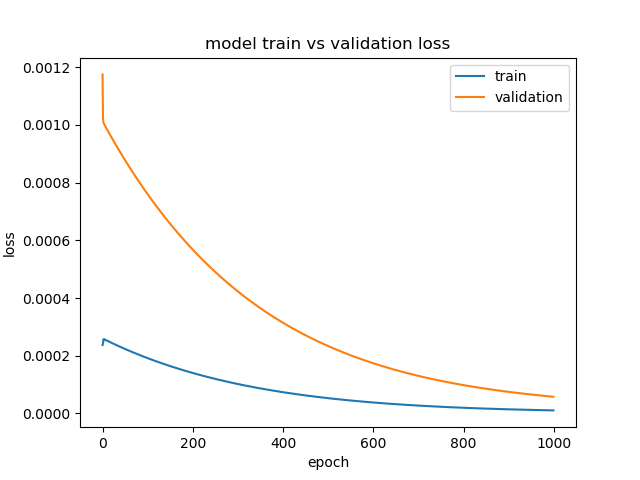 model train vs validation loss
0.0012
0.0010
0.0008
0.0006
0.0004
0.0002
0.0000
loss
train
validation
0 200 400 600 800 1000
epoch